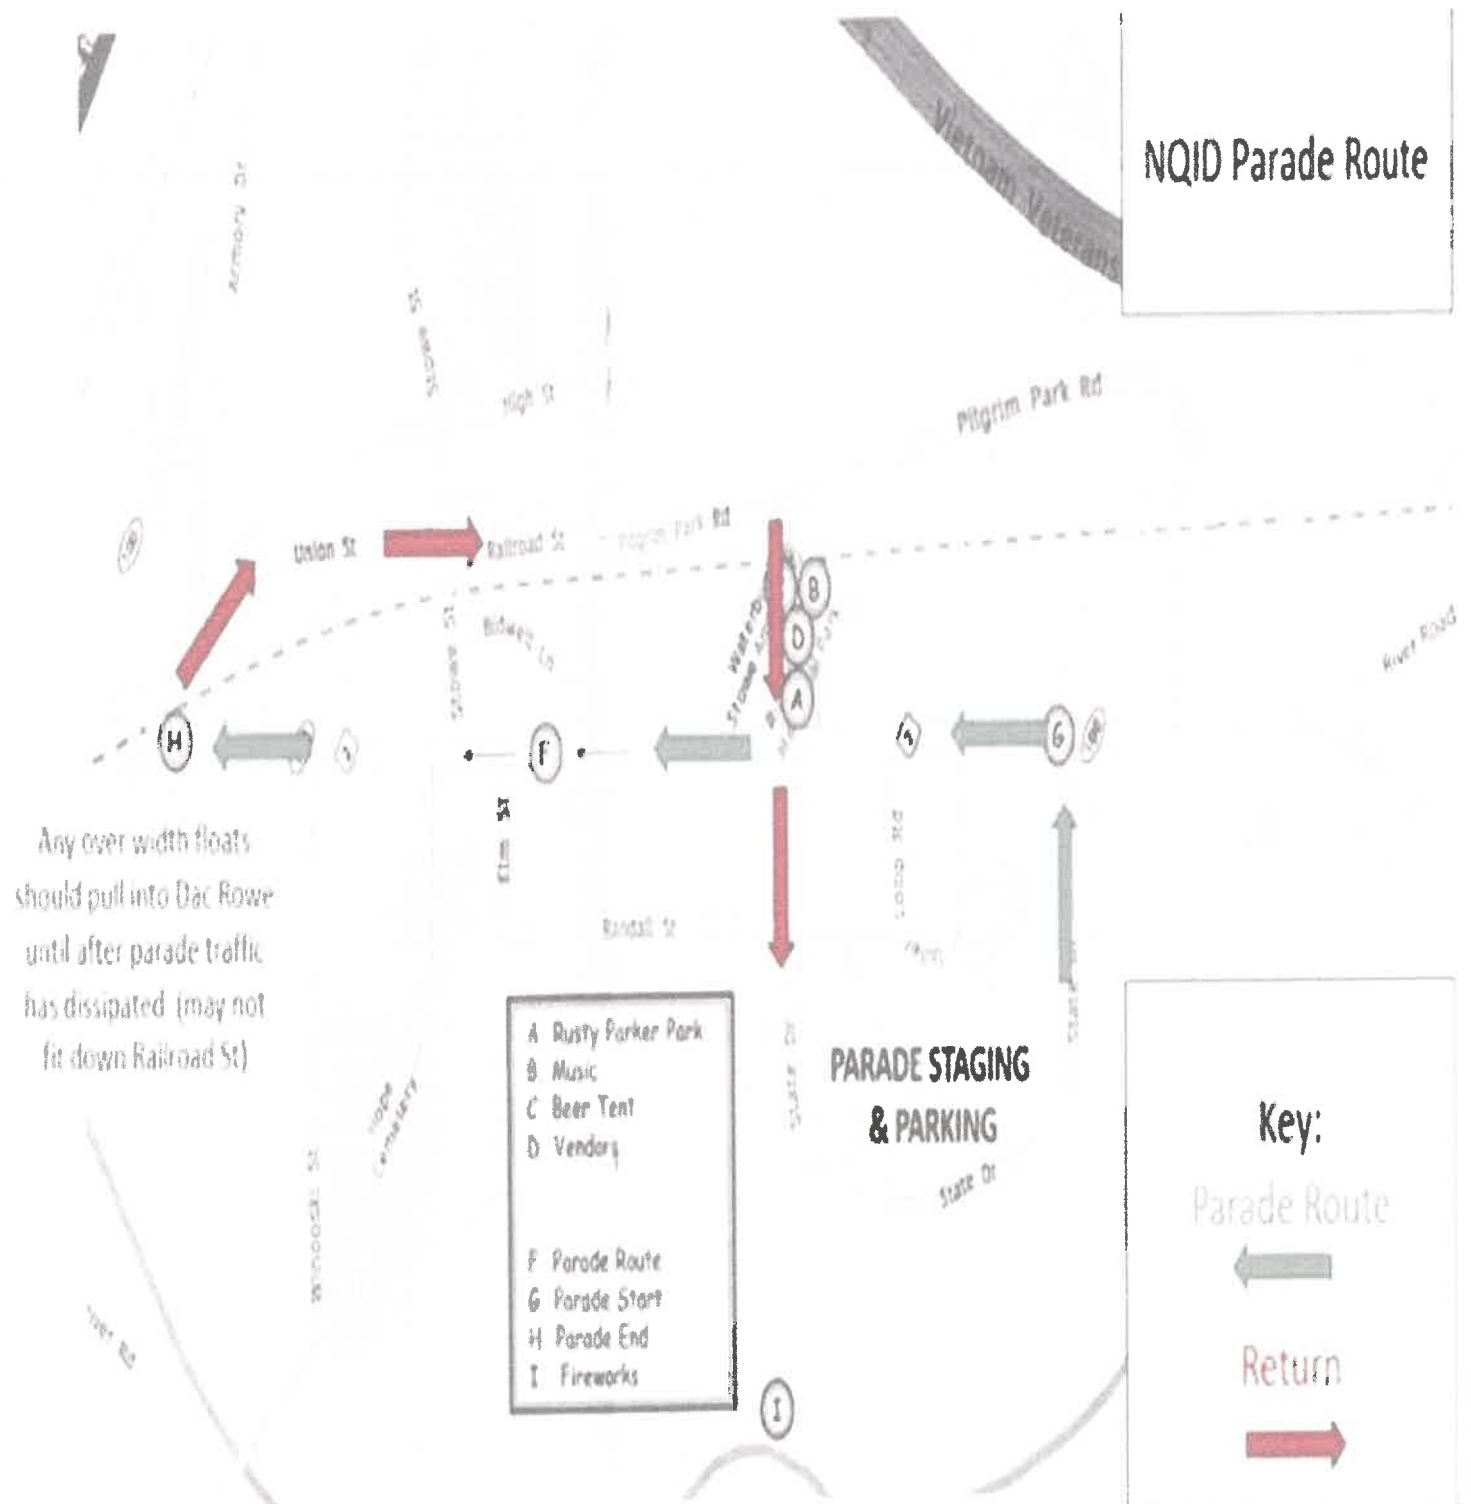 NQID Parade Route
Vietnam Veterans
Armory Dr
Stowe St
High St
Pilgrim Park Rd
Union St
Railroad St
Pilgrim Park Rd
B
D
A
Stowe St
Bidwell Ln
River Road
H
2
F
G
100
Elm St
Loop Rd
Randall St
State Dr
Any over width floats
should pull into Dac Rowe
until after parade traffic
has dissipated (may not
fit down Railroad St)
A Rusty Parker Park
B Music
C Beer Tent
D Vendors
F Parade Route
G Parade Start
H Parade End
I Fireworks
State Dr
PARADE STAGING
& PARKING
State Dr
Hope
Cemetery
Winooski St
I
Key:
Parade Route
Return